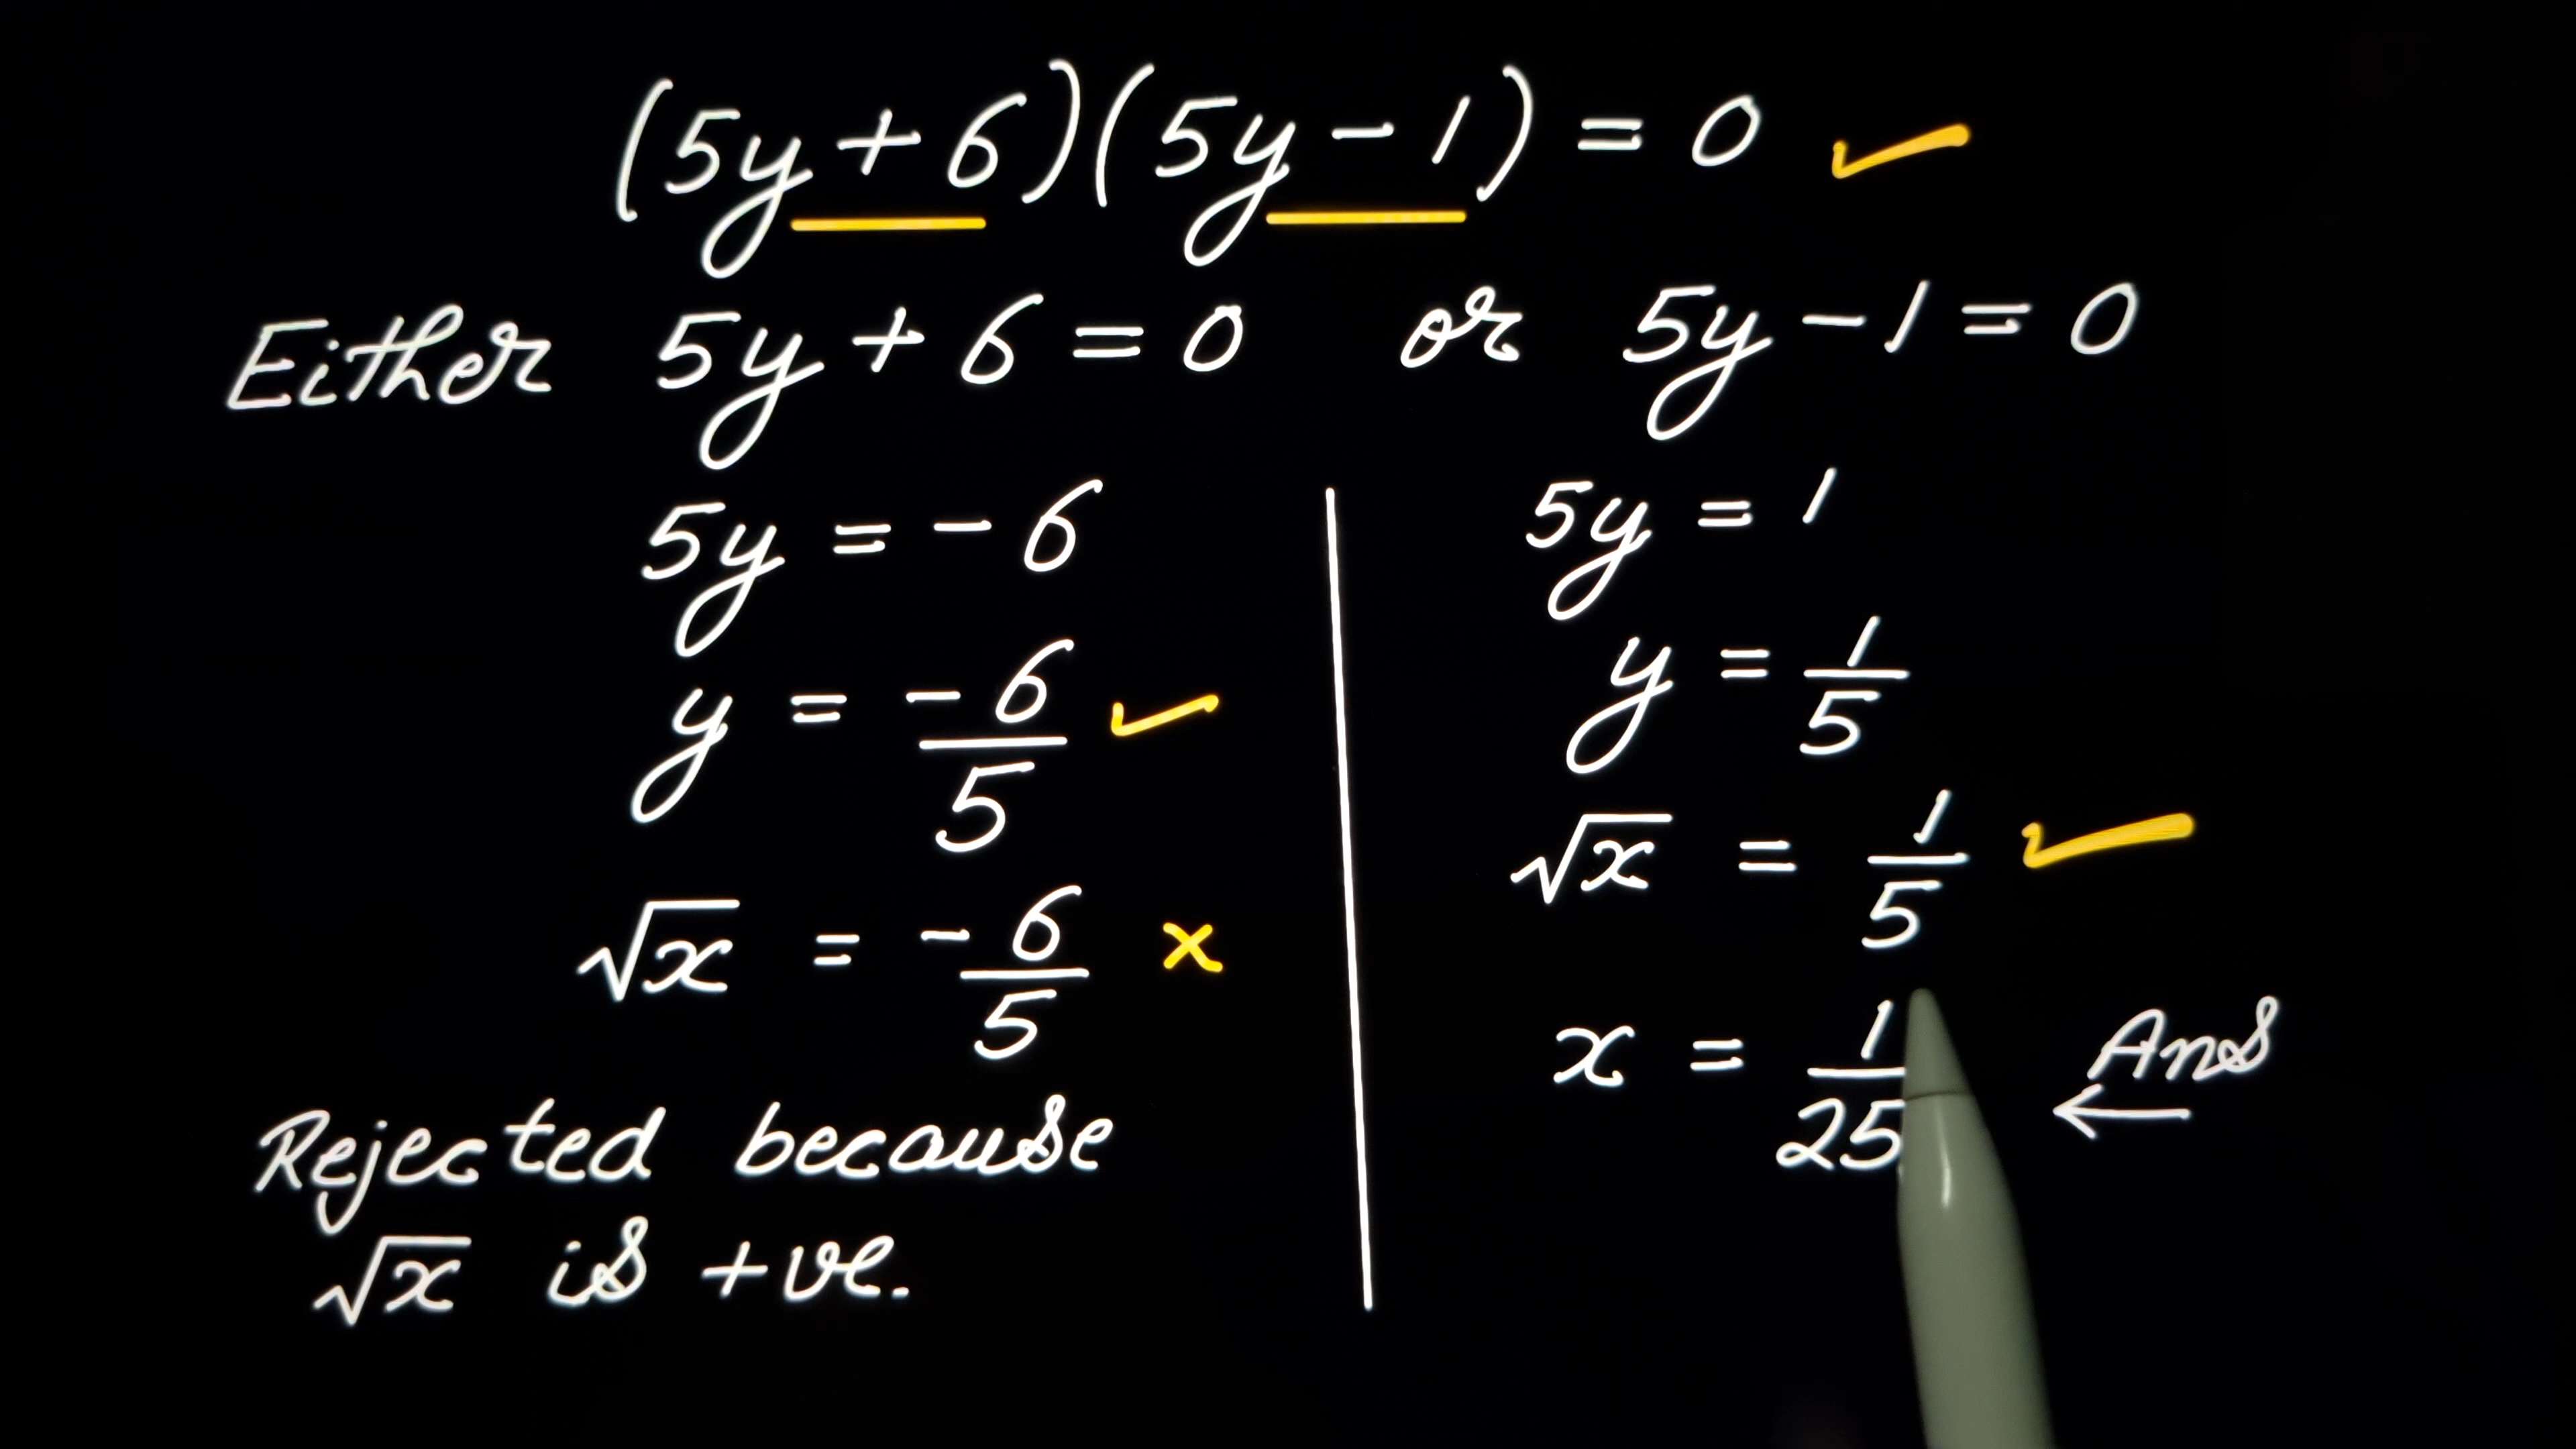 (5y + 6)(5y - 1) = 0 ✓
Either 5y + 6 = 0 or 5y - 1 = 0
5y = - 6
y = -6/5 ✓
√x = -6/5 ×
Rejected because
√x is +ve.
5y = 1
y = 1/5
√x = 1/5 ✓
x = 1/25 ← Ans